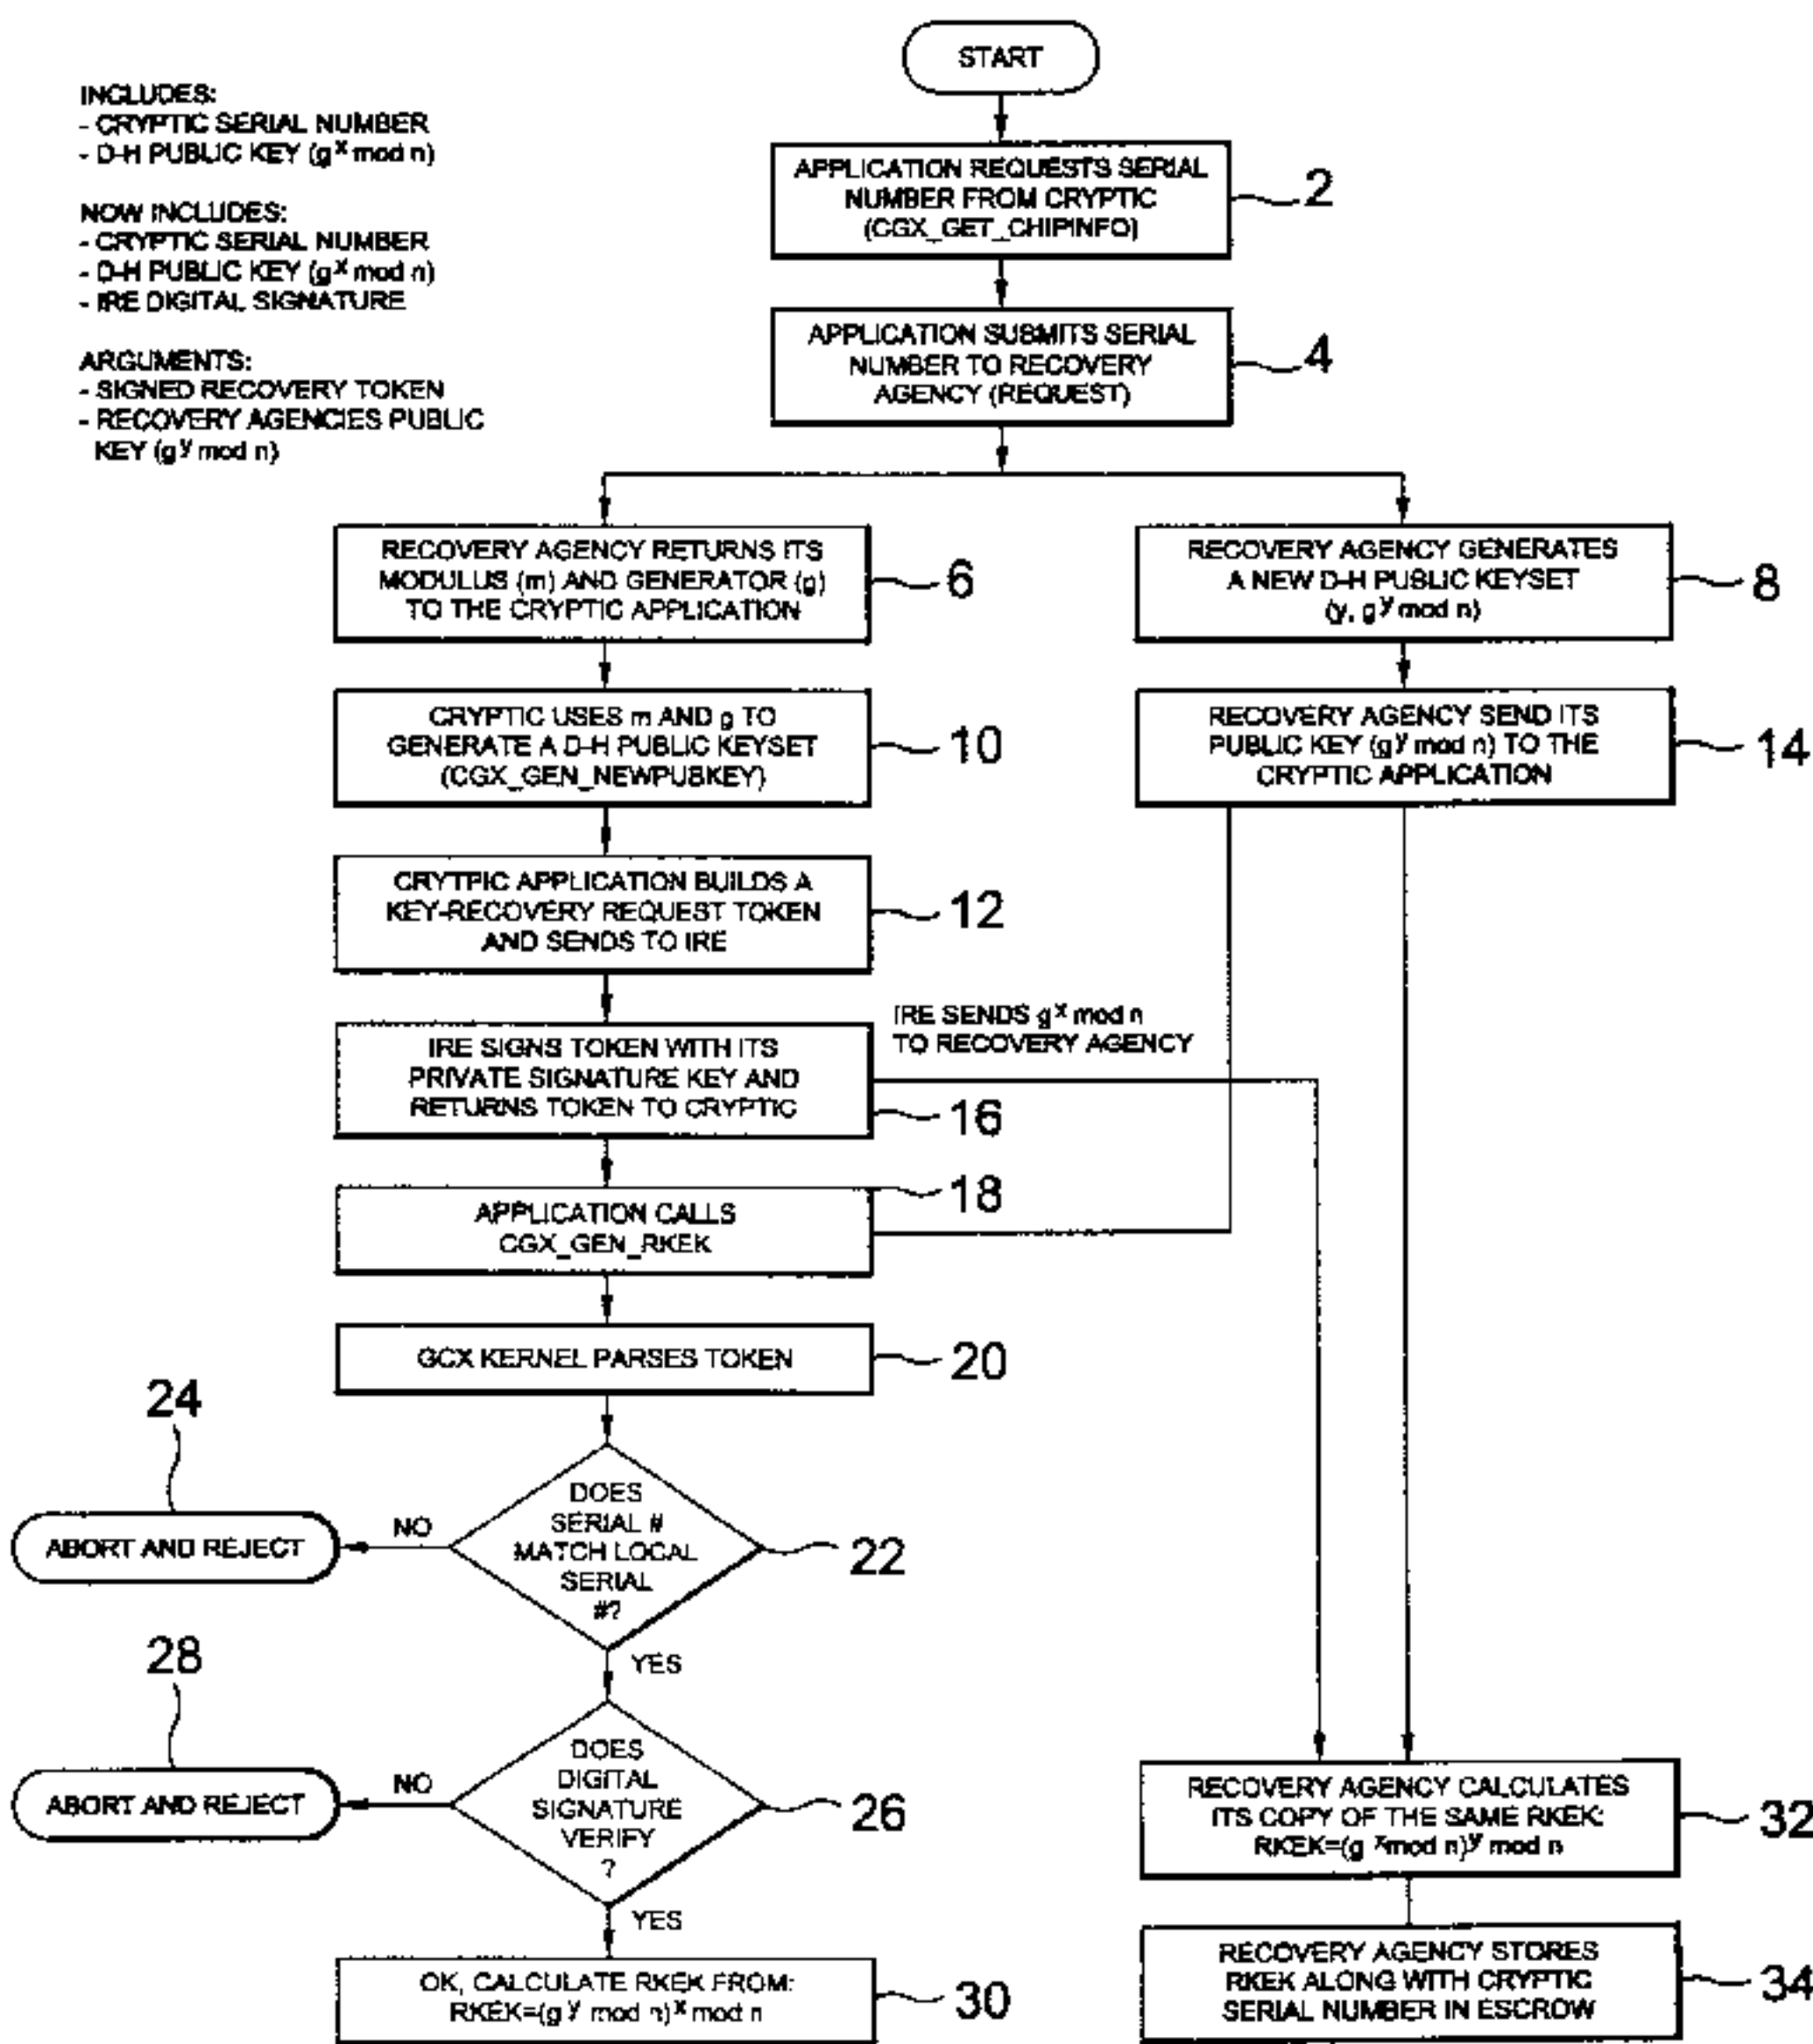 START
INCLUDES:
- CRYPTIC SERIAL NUMBER
- D-H PUBLIC KEY (g^x mod n)
NOW INCLUDES:
- CRYPTIC SERIAL NUMBER
- D-H PUBLIC KEY (g^x mod n)
- IRE DIGITAL SIGNATURE
ARGUMENTS:
- SIGNED RECOVERY TOKEN
- RECOVERY AGENCIES PUBLIC
KEY (g^y mod n)
APPLICATION REQUESTS SERIAL
NUMBER FROM CRYPTIC
(CGX_GET_CHIPINFO)
2
APPLICATION SUBMITS SERIAL
NUMBER TO RECOVERY
AGENCY (REQUEST)
4
RECOVERY AGENCY RETURNS ITS
MODULUS (m) AND GENERATOR (g)
TO THE CRYPTIC APPLICATION
6
RECOVERY AGENCY GENERATES
A NEW D-H PUBLIC KEYSET
(y, g^y mod n)
8
CRYPTIC USES m AND g TO
GENERATE A D-H PUBLIC KEYSET
(CGX_GEN_NEWPUBKEY)
10
RECOVERY AGENCY SEND ITS
PUBLIC KEY (g^y mod n) TO THE
CRYPTIC APPLICATION
14
CRYTPIC APPLICATION BUILDS A
KEY-RECOVERY REQUEST TOKEN
AND SENDS TO IRE
12
IRE SENDS g^x mod n
TO RECOVERY AGENCY
IRE SIGNS TOKEN WITH ITS
PRIVATE SIGNATURE KEY AND
RETURNS TOKEN TO CRYPTIC
16
APPLICATION CALLS
CGX_GEN_RKEK
18
GCX KERNEL PARSES TOKEN
20
24
ABORT AND REJECT
NO
DOES
SERIAL #
MATCH LOCAL
SERIAL
#?
22
YES
28
ABORT AND REJECT
NO
DOES
DIGITAL
SIGNATURE
VERIFY
?
26
YES
OK, CALCULATE RKEK FROM:
RKEK=(g^y mod n)^x mod n
30
RECOVERY AGENCY CALCULATES
ITS COPY OF THE SAME RKEK:
RKEK=(g^x mod n)^y mod n
32
RECOVERY AGENCY STORES
RKEK ALONG WITH CRYPTIC
SERIAL NUMBER IN ESCROW
34